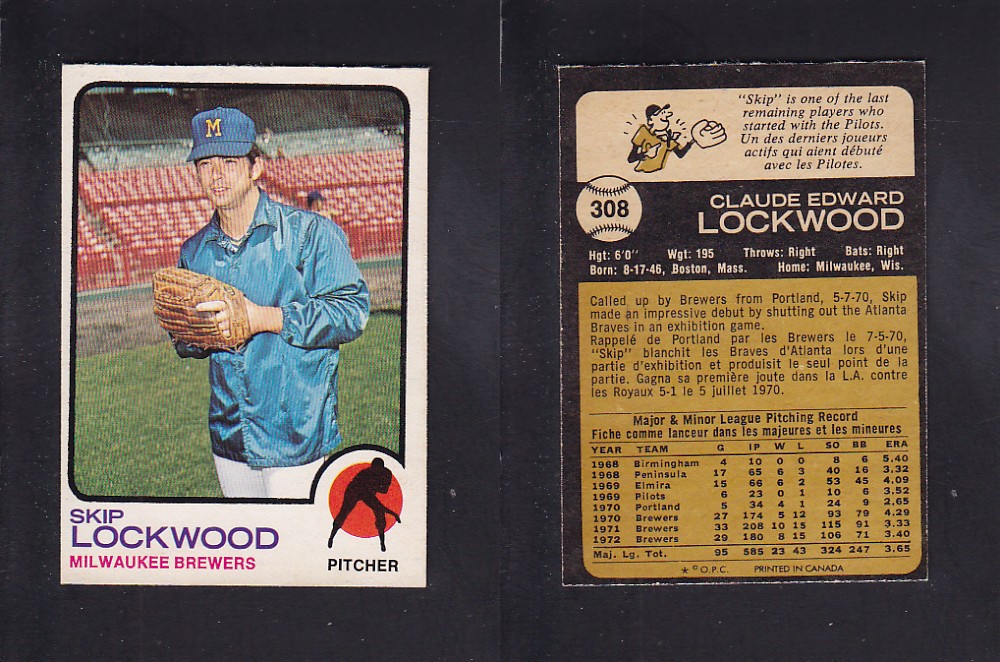 M
SKIP
LOCKWOOD
MILWAUKEE BREWERS
PITCHER
"Skip" is one of the last
remaining players who
started with the Pilots.
Un des derniers joueurs
actifs qui aient débuté
avec les Pilotes.
308
CLAUDE EDWARD
LOCKWOOD
Hgt: 6'0" Wgt: 195 Throws: Right Bats: Right
Born: 8-17-46, Boston, Mass. Home: Milwaukee, Wis.
Called up by Brewers from Portland, 5-7-70, Skip
made an impressive debut by shutting out the Atlanta
Braves in an exhibition game.
Rappelé de Portland par les Brewers le 7-5-70,
"Skip" blanchit les Braves d'Atlanta lors d'une
partie d'exhibition et produisit le seul point de la
partie. Gagna sa première joute dans la L.A. contre
les Royaux 5-1 le 5 juillet 1970.
Major & Minor League Pitching Record
Fiche comme lanceur dans les majeures et les mineures
YEAR TEAM G IP W L SO BB ERA
1968 Birmingham 4 10 0 0 8 6 5.40
1968 Peninsula 17 65 6 3 40 16 3.32
1969 Elmira 15 66 6 2 53 45 4.09
1969 Pilots 6 23 0 1 10 6 3.52
1970 Portland 5 34 4 1 24 9 2.65
1970 Brewers 27 174 5 12 93 79 4.29
1971 Brewers 33 208 10 15 115 91 3.33
1972 Brewers 29 180 8 15 106 71 3.40
Maj. Lg. Tot. 95 585 23 43 324 247 3.65
* © O.P.C. PRINTED IN CANADA